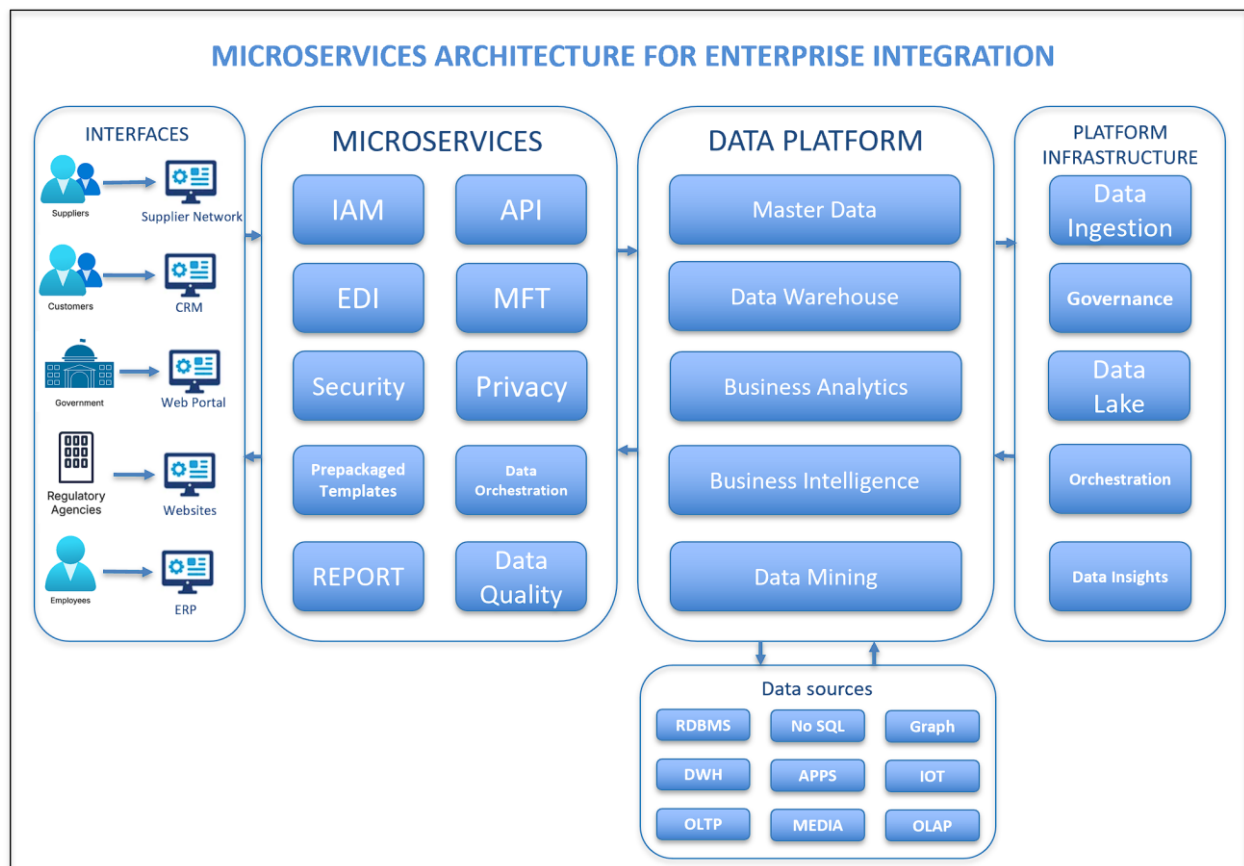 MICROSERVICES ARCHITECTURE FOR ENTERPRISE INTEGRATION
INTERFACES
Suppliers
Supplier Network
Customers
CRM
Government
Web Portal
Regulatory
Agencies
Websites
Employees
ERP
MICROSERVICES
IAM
API
EDI
MFT
Security
Privacy
Prepackaged
Templates
Data
Orchestration
REPORT
Data
Quality
DATA PLATFORM
Master Data
Data Warehouse
Business Analytics
Business Intelligence
Data Mining
PLATFORM
INFRASTRUCTURE
Data
Ingestion
Governance
Data
Lake
Orchestration
Data Insights
Data sources
RDBMS
No SQL
Graph
DWH
APPS
IOT
OLTP
MEDIA
OLAP